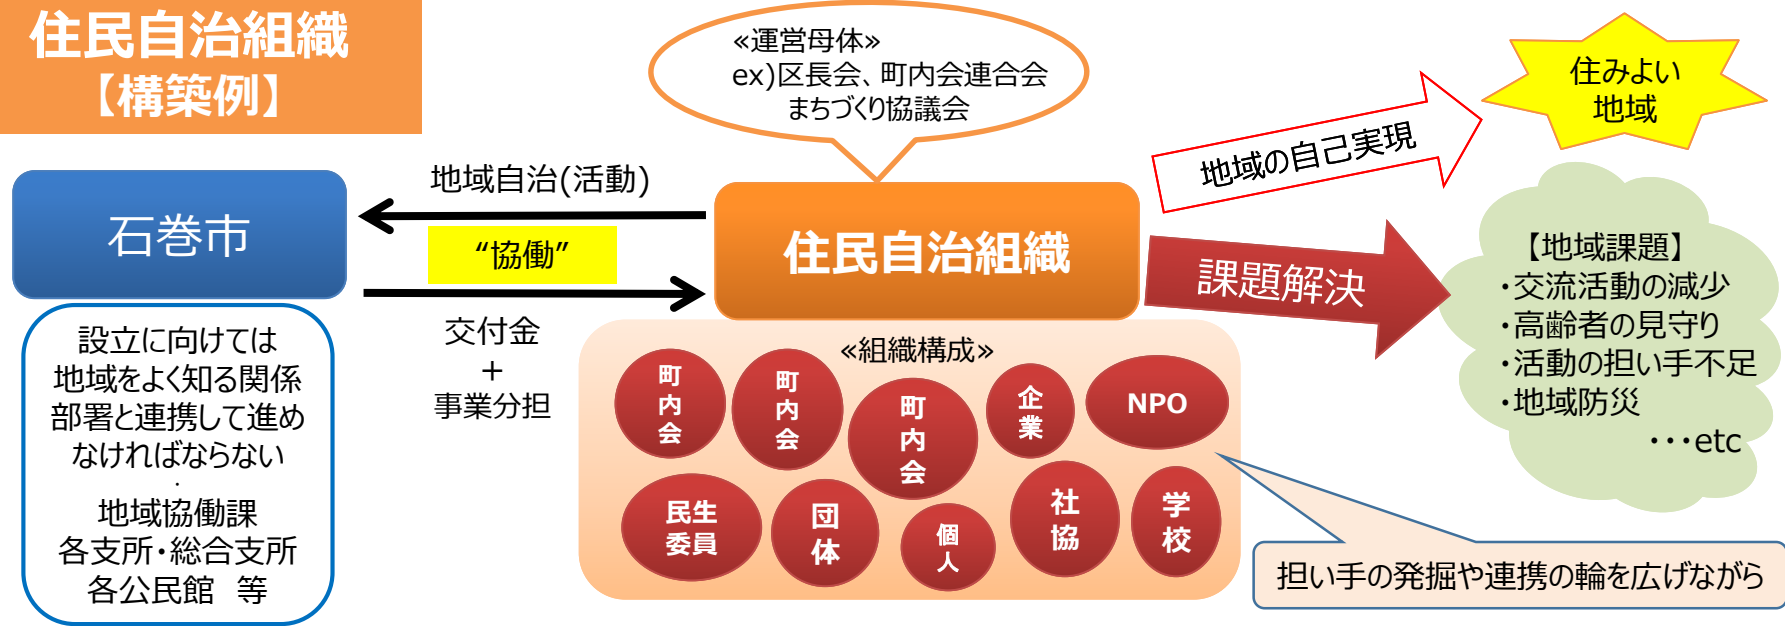 住民自治組織
【構築例】
≪運営母体≫
ex)区長会、町内会連合会
まちづくり協議会
住みよい
地域
地域の自己実現
地域自治(活動)
石巻市
“協働”
住民自治組織
課題解決
交付金
+
事業分担
【地域課題】
・交流活動の減少
・高齢者の見守り
・活動の担い手不足
・地域防災
・・・etc
設立に向けては
地域をよく知る関係
部署と連携して進め
なければならない
・
地域協働課
各支所・総合支所
各公民館　等
≪組織構成≫
町
内
会
町
内
会
町
内
会
企
業
NPO
民生
委員
団
体
個
人
社
協
学
校
担い手の発掘や連携の輪を広げながら